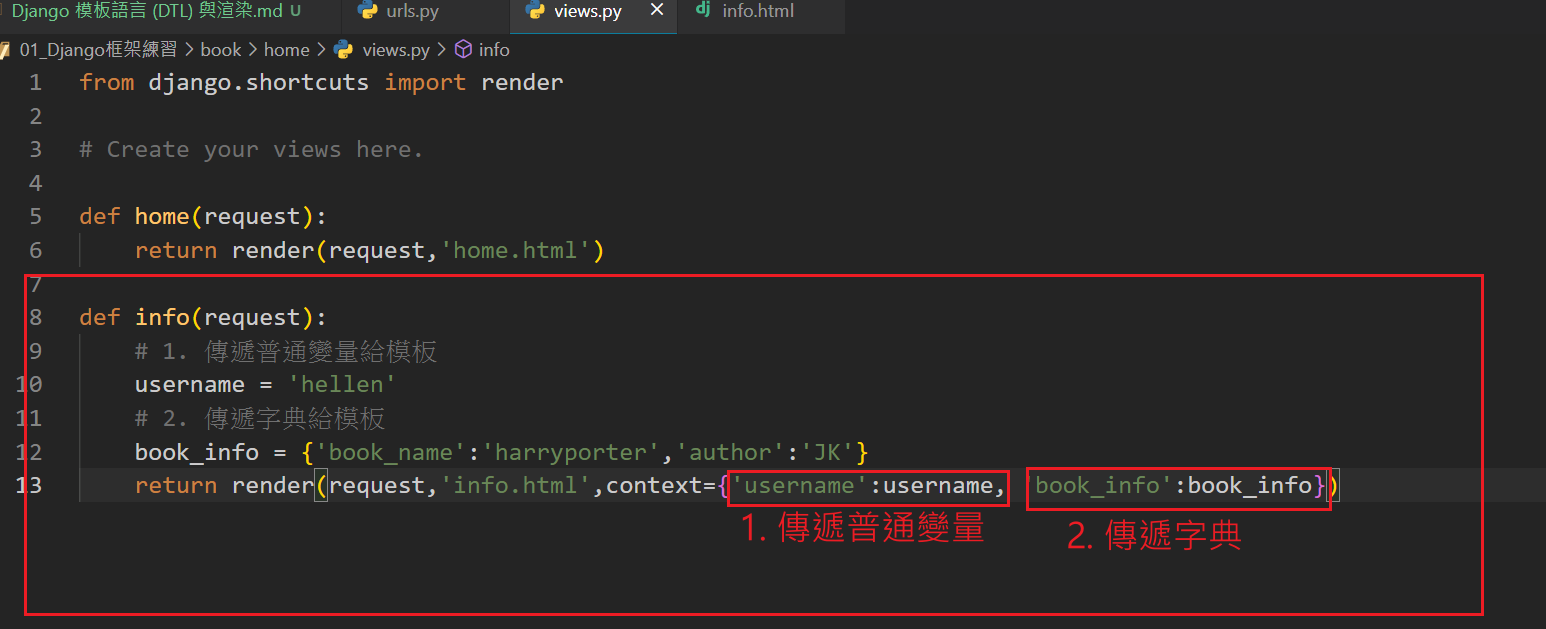 Django 模板語言 (DTL) 與渲染.md U urls.py views.py × info.html
01_Django框架練習 > book > home > views.py > info
1 from django.shortcuts import render
2
3 # Create your views here.
4
5 def home(request):
6 return render(request,'home.html')
7
8 def info(request):
9 # 1. 傳遞普通變量給模板
10 username = 'hellen'
11 # 2. 傳遞字典給模板
12 book_info = {'book_name':'harryporter','author':'JK'}
13 return render(request,'info.html',context={'username':username, 'book_info':book_info})
1. 傳遞普通變量
2. 傳遞字典